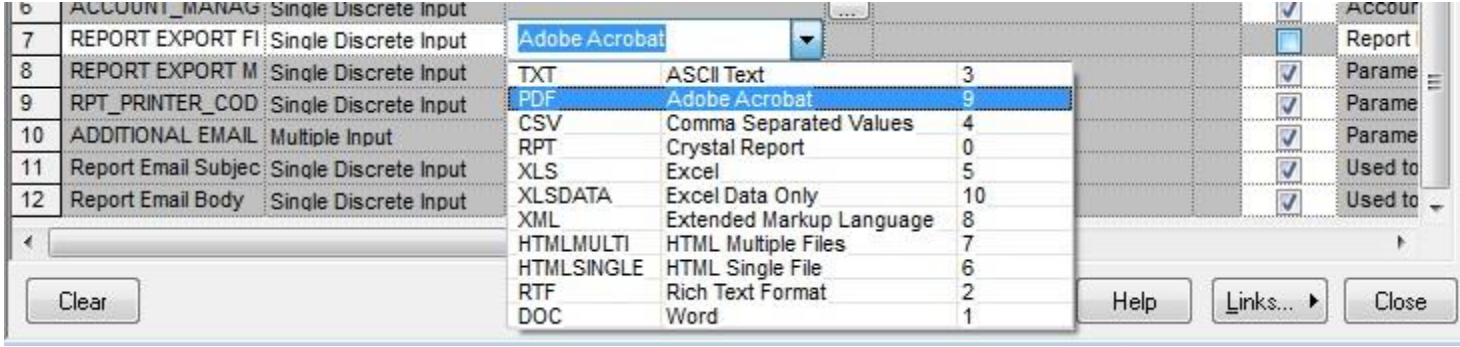 6 ACCOUNT_MANAG Single Discrete Input ... Accour
7 REPORT EXPORT FI Single Discrete Input Adobe Acrobat Report
8 REPORT EXPORT M Single Discrete Input Parame
9 RPT_PRINTER_COD Single Discrete Input Parame
10 ADDITIONAL EMAIL Multiple Input Parame
11 Report Email Subjec Single Discrete Input Used to
12 Report Email Body Single Discrete Input Used to
TXT ASCII Text 3
PDF Adobe Acrobat 9
CSV Comma Separated Values 4
RPT Crystal Report 0
XLS Excel 5
XLSDATA Excel Data Only 10
XML Extended Markup Language 8
HTMLMULTI HTML Multiple Files 7
HTMLSINGLE HTML Single File 6
RTF Rich Text Format 2
DOC Word 1
Clear Help Links... Close